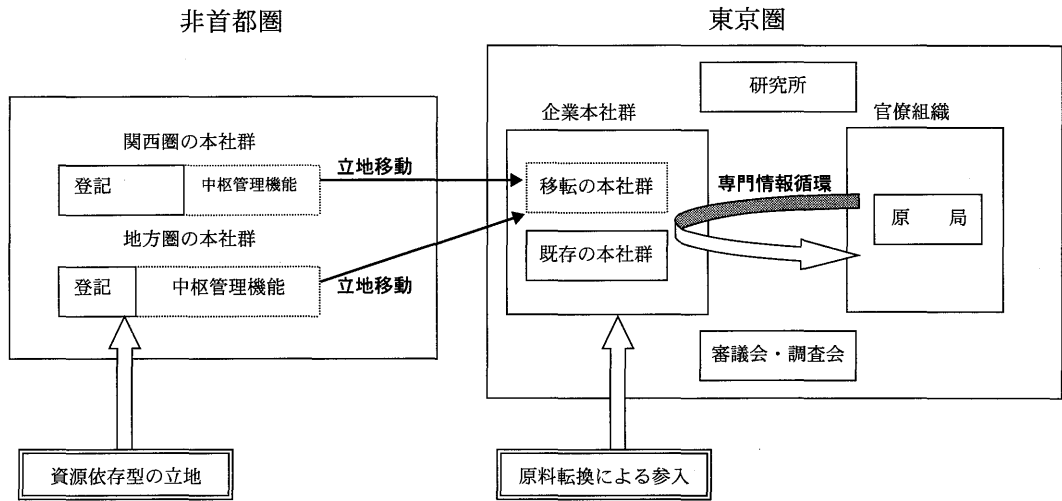 非首都圏
東京圏
研究所
企業本社群
官僚組織
関西圏の本社群
登記
中枢管理機能
立地移動
移転の本社群
専門情報循環
原 局
地方圏の本社群
既存の本社群
登記
中枢管理機能
立地移動
審議会・調査会
資源依存型の立地
原料転換による参入